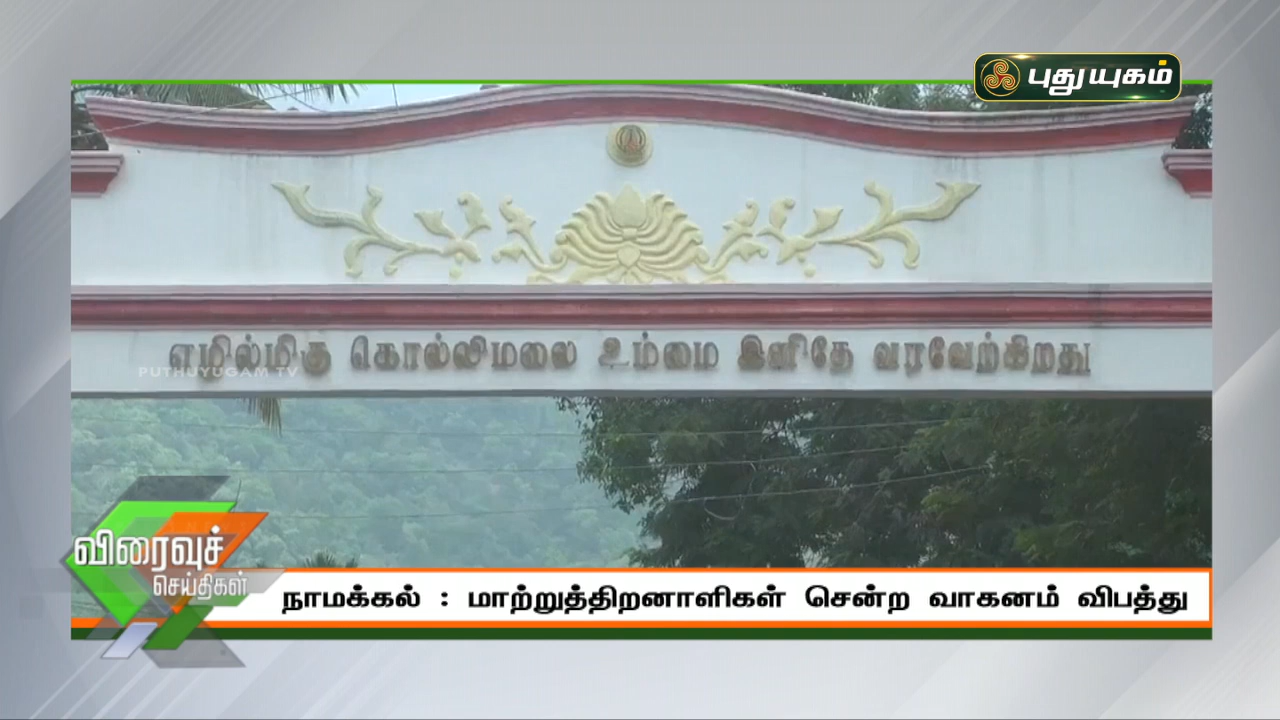 புதுயுகம்
எழில்மிகு கொல்லிமலை உம்மை இனிதே வரவேற்கிறது
PUTHUYUGAM TV
விரைவுச்
செய்திகள்
நாமக்கல் : மாற்றுத்திறனாளிகள் சென்ற வாகனம் விபத்து